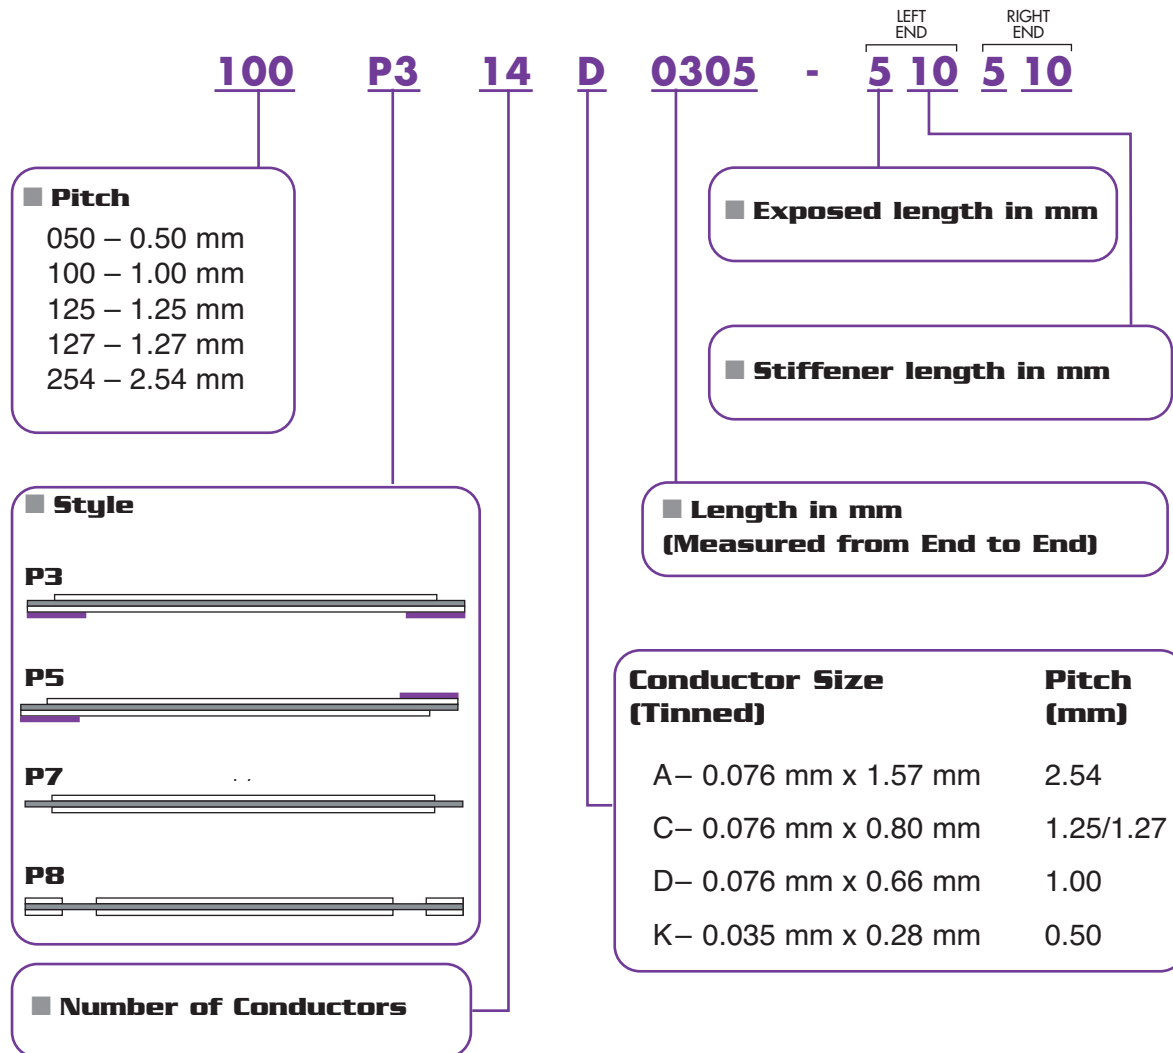 LEFT END
RIGHT END
100 P3 14 D 0305 - 5 10 5 10
Pitch
050 – 0.50 mm
100 – 1.00 mm
125 – 1.25 mm
127 – 1.27 mm
254 – 2.54 mm
Exposed length in mm
Stiffener length in mm
Length in mm
(Measured from End to End)
Style
P3
P5
P7
P8
Number of Conductors
Conductor Size Pitch
(Tinned) (mm)
A– 0.076 mm x 1.57 mm 2.54
C– 0.076 mm x 0.80 mm 1.25/1.27
D– 0.076 mm x 0.66 mm 1.00
K– 0.035 mm x 0.28 mm 0.50